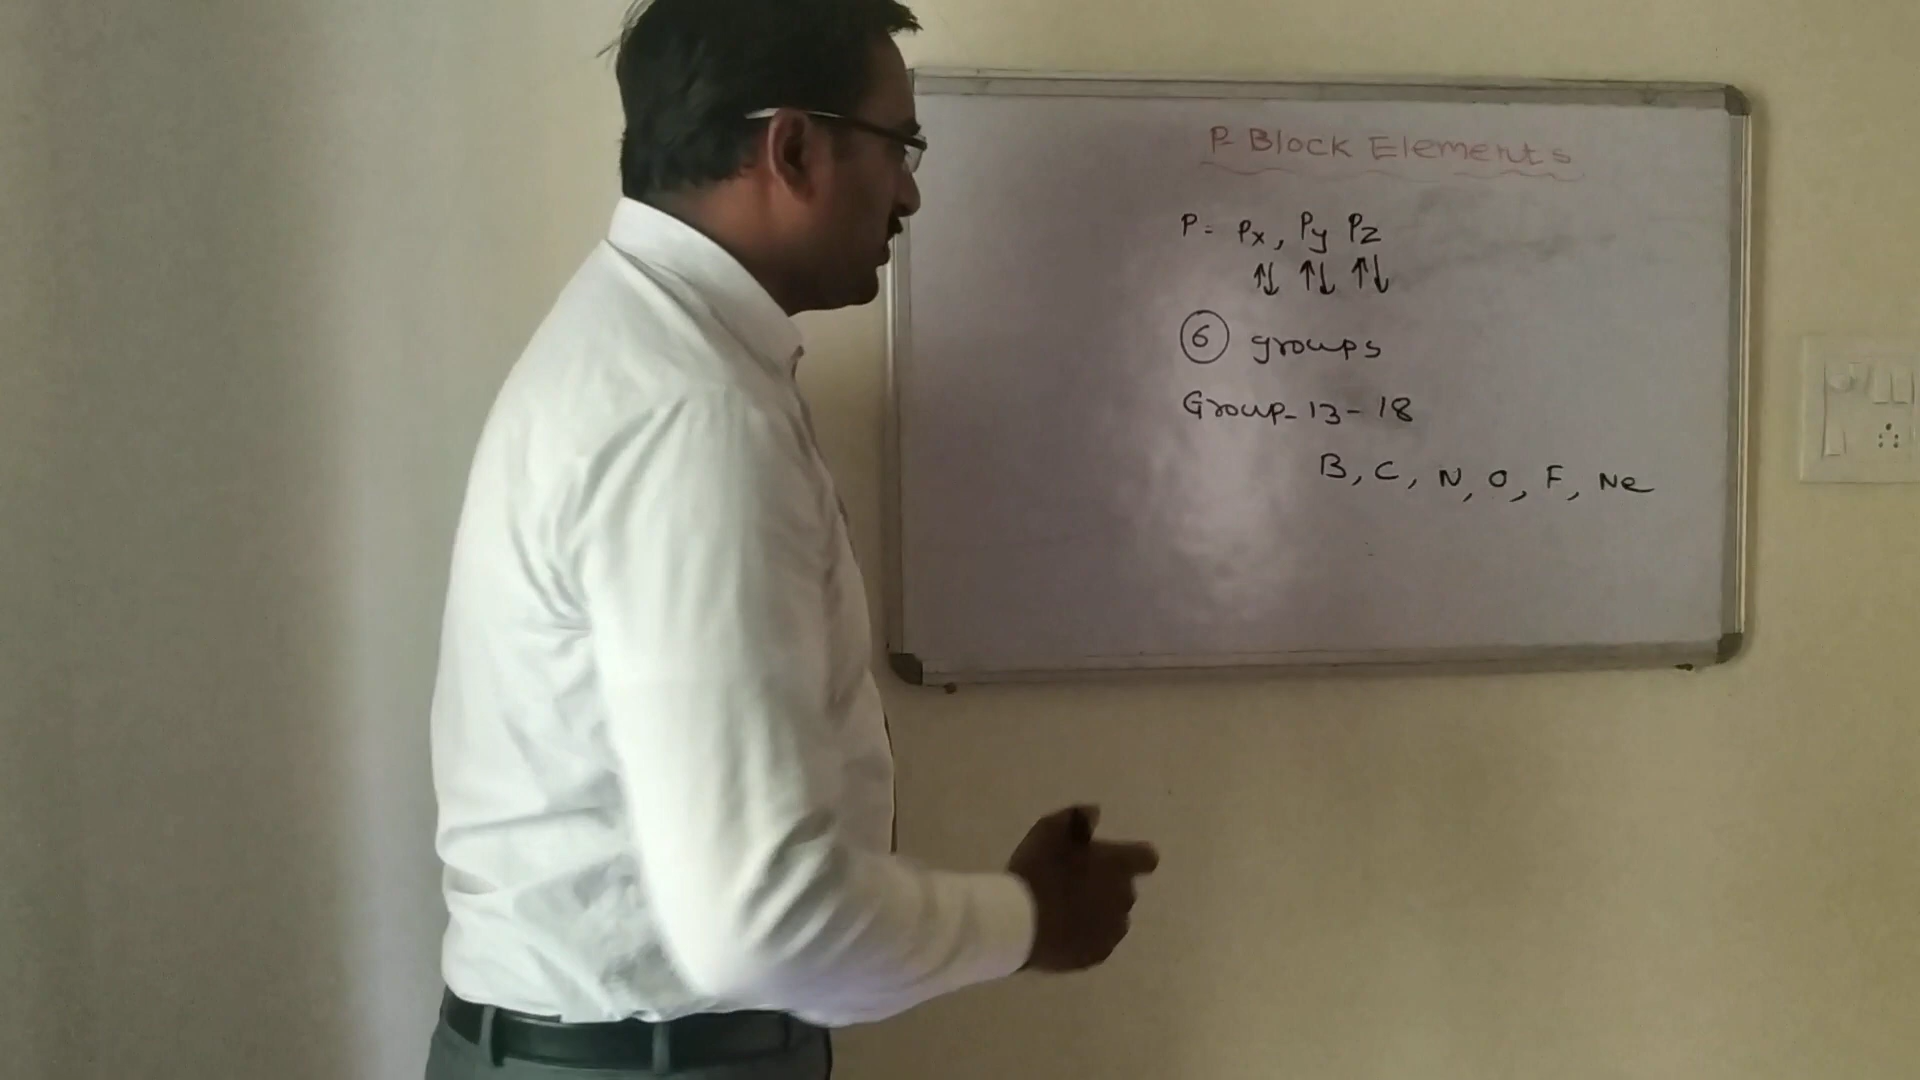 P Block Elements
P = Px, Py Pz
↑↓ ↑↓ ↑↓
6 groups
Group-13-18
B, C, N, O, F, Ne